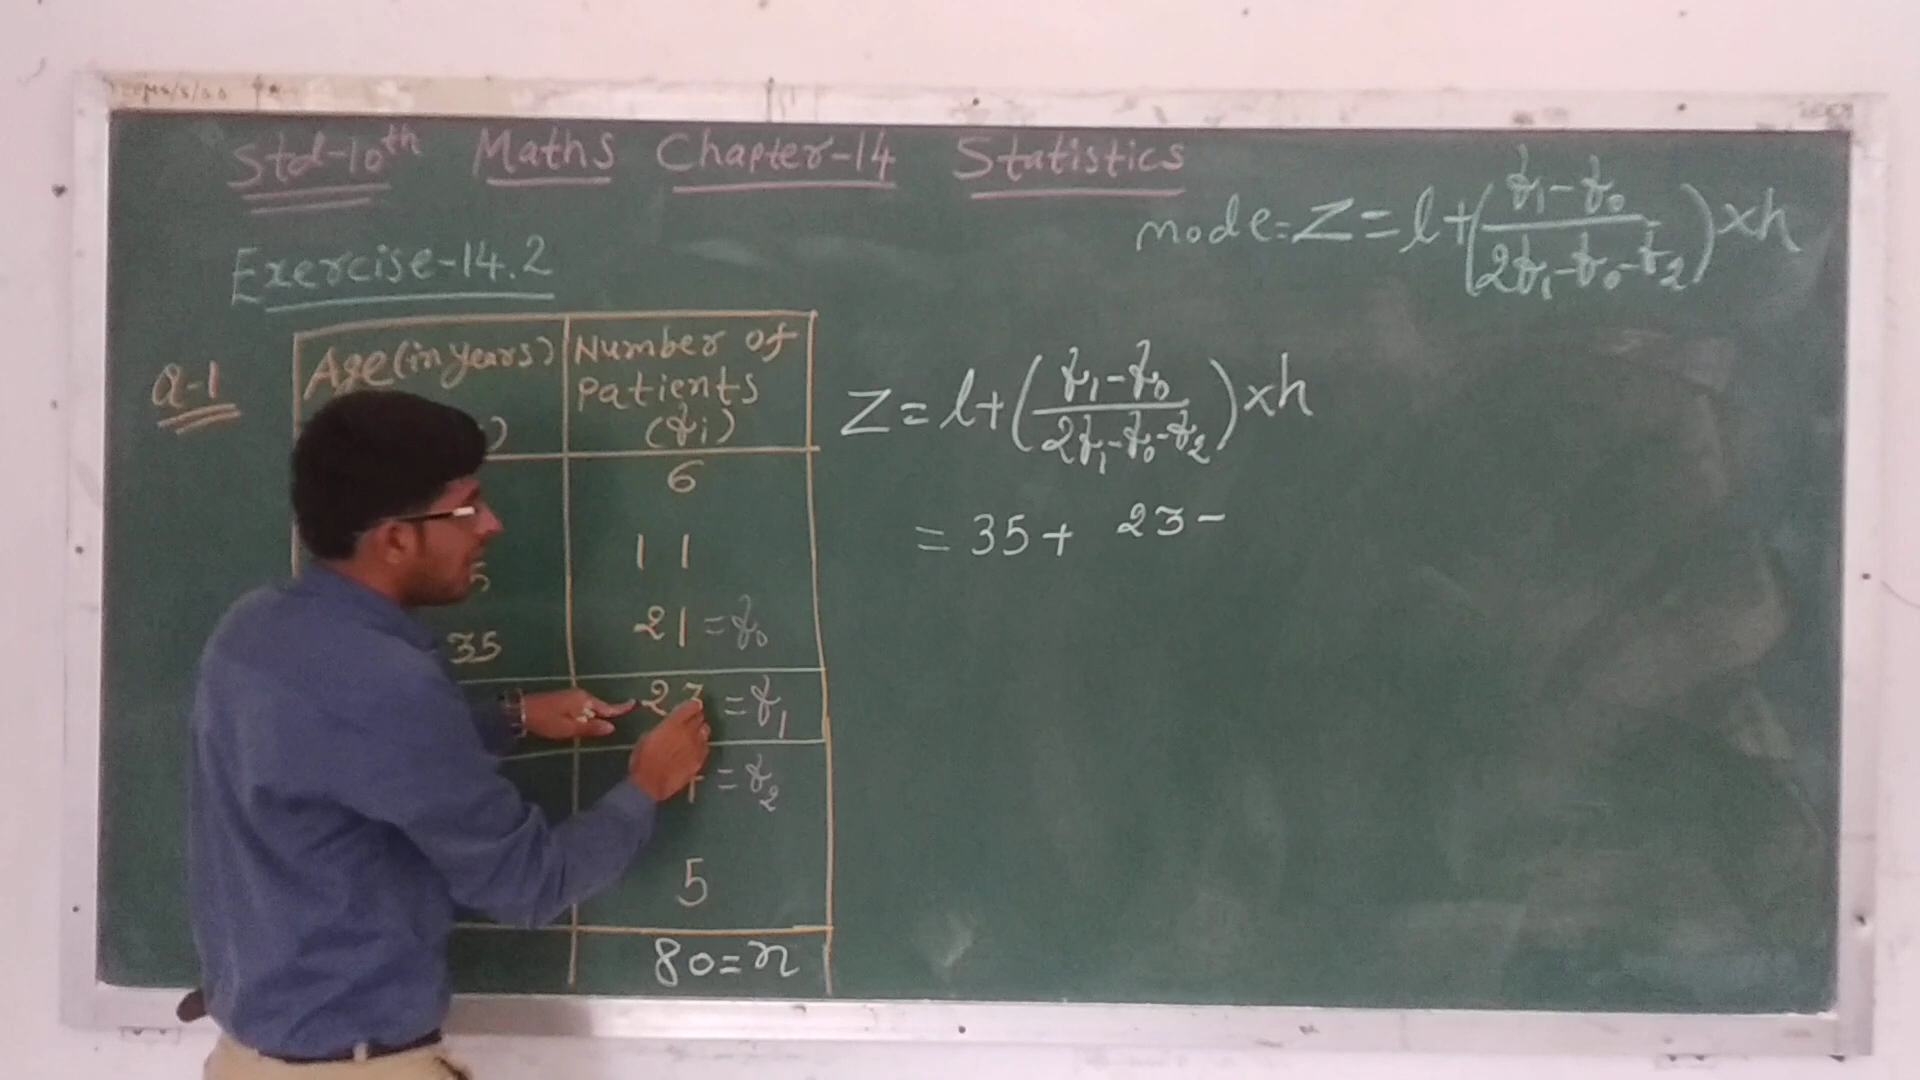 Std-10th Maths Chapter-14 Statistics
mode = Z = l + (f₁ - f₀ / 2f₁ - f₀ - f₂) × h
Exercise-14.2
Q-1
Age (in years)
Number of patients (fi)
6
11
21 = f₀
35
23 = f₁
= f₂
5
80 = n
Z = l + (f₁ - f₀ / 2f₁ - f₀ - f₂) × h
= 35 + 23 -